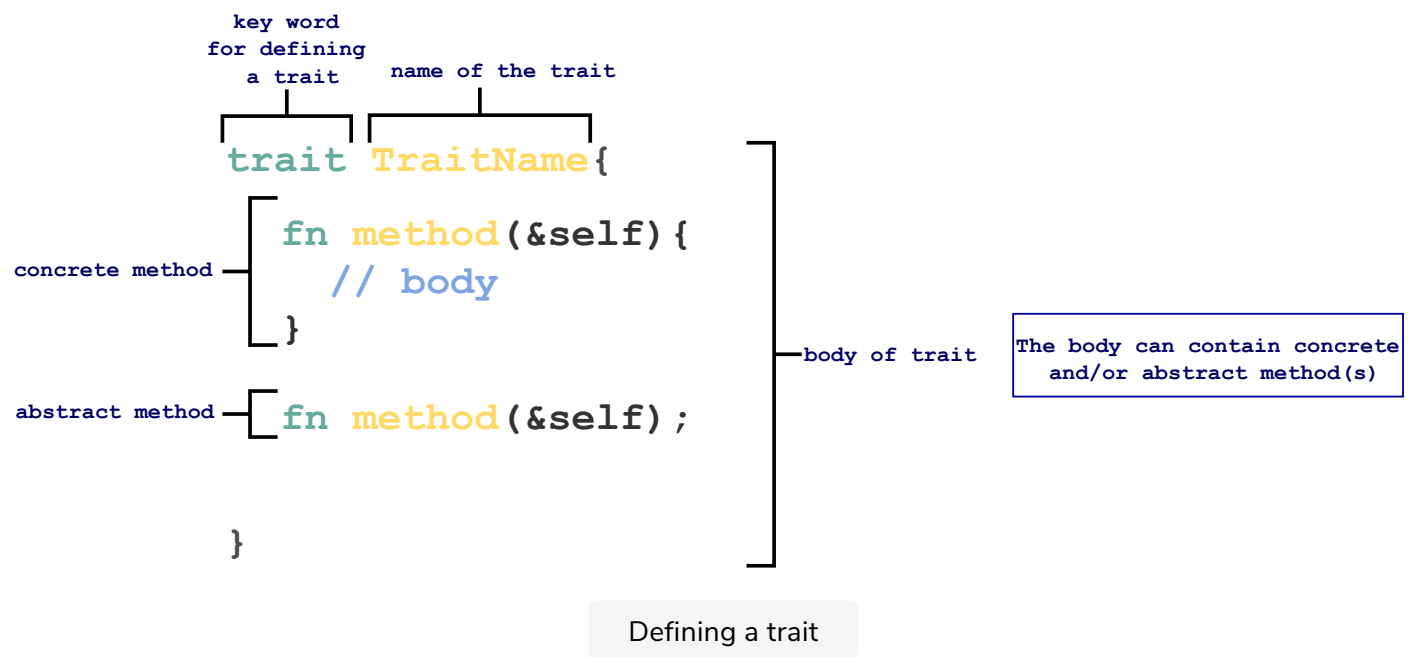 key word
for defining
a trait
name of the trait
trait TraitName{
fn method(&self){
concrete method
// body
}
body of trait
The body can contain concrete
and/or abstract method(s)
abstract method
fn method(&self);
}
Defining a trait